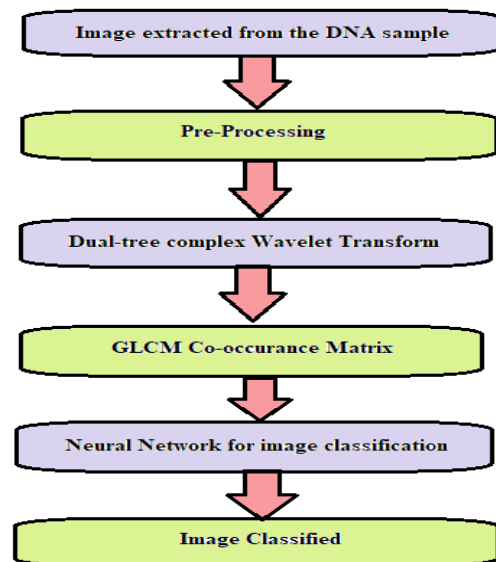 Image extracted from the DNA sample
Pre-Processing
Dual-tree complex Wavelet Transform
GLCM Co-occurance Matrix
Neural Network for image classification
Image Classified